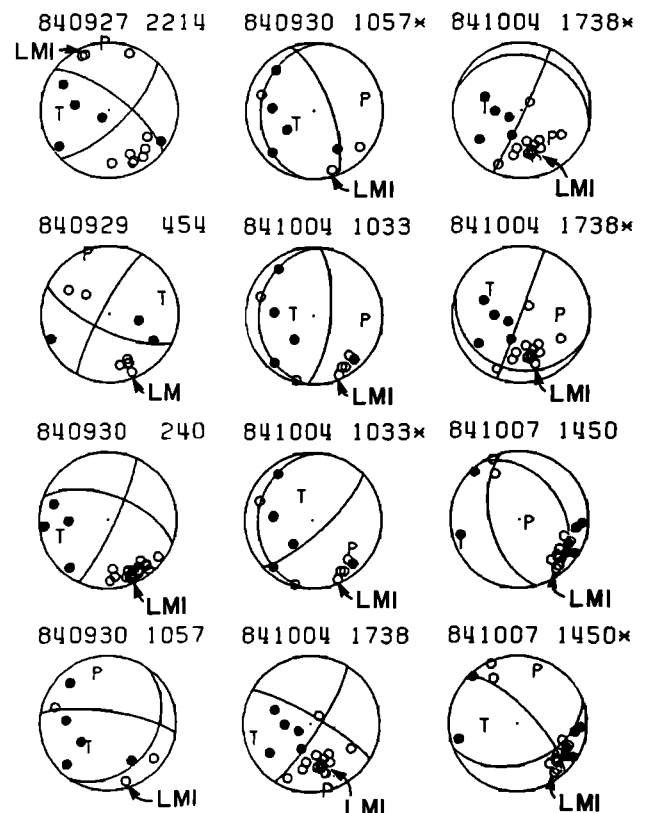 840927 2214
840930 1057*
841004 1738*
LMI
P
T
P
T
LMI
T
P
LMI
840929 454
841004 1033
841004 1738*
P
T
LM
T
P
LMI
T
P
LMI
840930 240
841004 1033*
841007 1450
T
LMI
T
P
LMI
P
T
LMI
840930 1057
841004 1738
841007 1450*
P
T
LMI
T
P
LMI
P
T
LMI